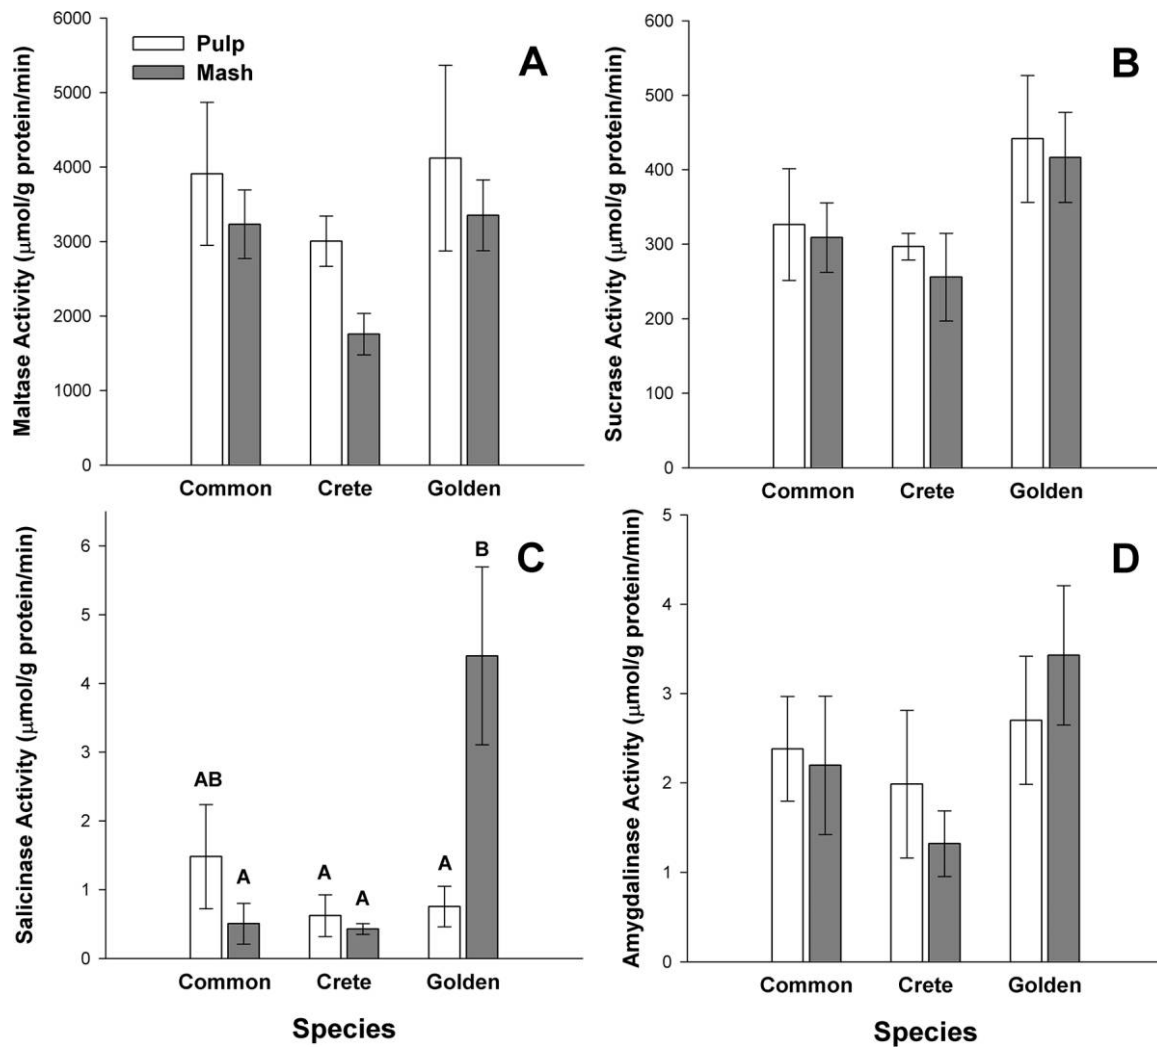 A
Pulp
Mash
Maltase Activity (μmol/g protein/min)
6000
5000
4000
3000
2000
1000
0
Common Crete Golden
B
Sucrase Activity (μmol/g protein/min)
600
500
400
300
200
100
0
Common Crete Golden
C
Salicinase Activity (μmol/g protein/min)
6
5
4
3
2
1
0
AB
A
A
A
A
B
Common Crete Golden
Species
D
Amygdalinase Activity (μmol/g protein/min)
5
4
3
2
1
0
Common Crete Golden
Species